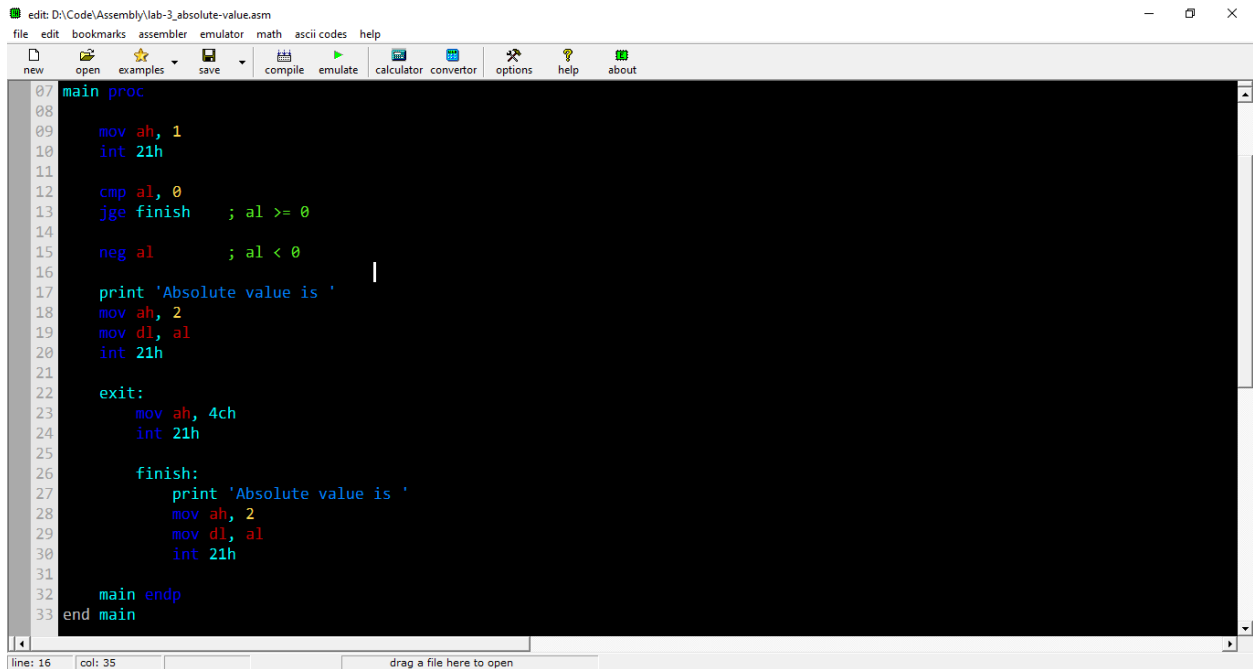 edit: D:\Code\Assembly\lab-3_absolute-value.asm
file edit bookmarks assembler emulator math ascii codes help
new open examples save compile emulate calculator convertor options help about
07 main proc
08
09 mov ah, 1
10 int 21h
11
12 cmp al, 0
13 jge finish ; al >= 0
14
15 neg al ; al < 0
16
17 print 'Absolute value is '
18 mov ah, 2
19 mov dl, al
20 int 21h
21
22 exit:
23 mov ah, 4ch
24 int 21h
25
26 finish:
27 print 'Absolute value is '
28 mov ah, 2
29 mov dl, al
30 int 21h
31
32 main endp
33 end main
line: 16 col: 35 drag a file here to open